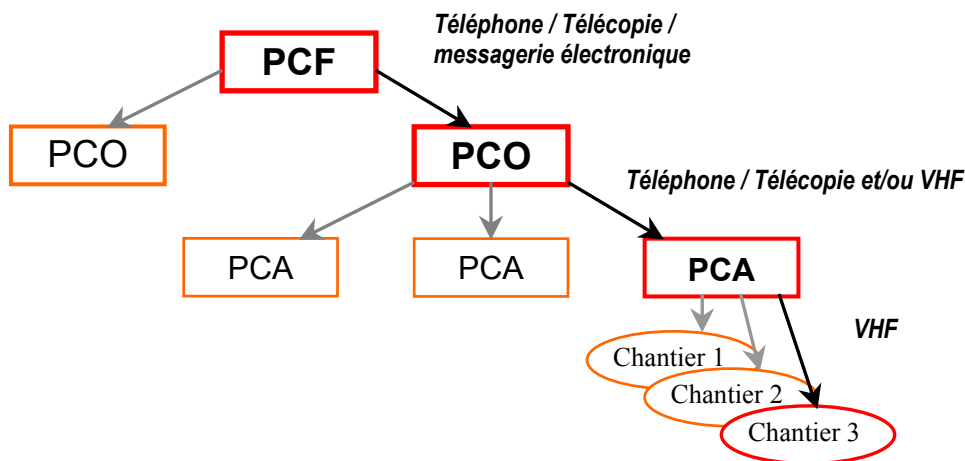 Téléphone / Télécopie /
messagerie électronique
PCF
PCO
PCO
Téléphone / Télécopie et/ou VHF
PCA
PCA
PCA
VHF
Chantier 1
Chantier 2
Chantier 3